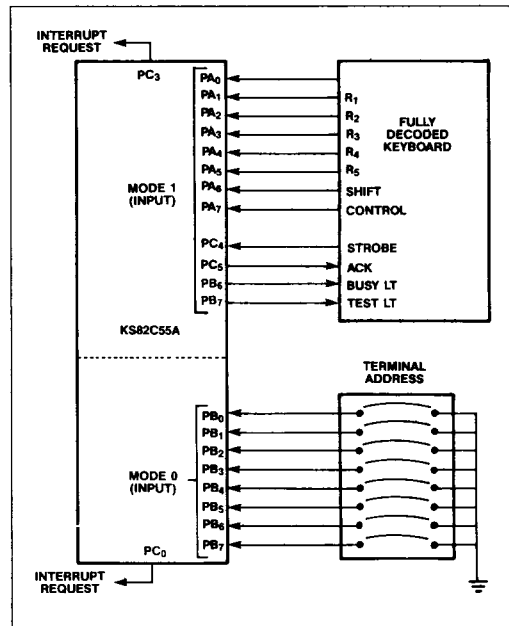 INTERRUPT
REQUEST
PC₃
PA₀
PA₁
PA₂
PA₃
PA₄
PA₅
PA₆
PA₇
PC₄
PC₅
PB₆
PB₇
MODE 1
(INPUT)
KS82C55A
R₁
R₂
R₃
R₄
R₅
SHIFT
CONTROL
STROBE
ACK
BUSY LT
TEST LT
FULLY
DECODED
KEYBOARD
TERMINAL
ADDRESS
PB₀
PB₁
PB₂
PB₃
PB₄
PB₅
PB₆
PB₇
MODE 0
(INPUT)
PC₀
INTERRUPT
REQUEST